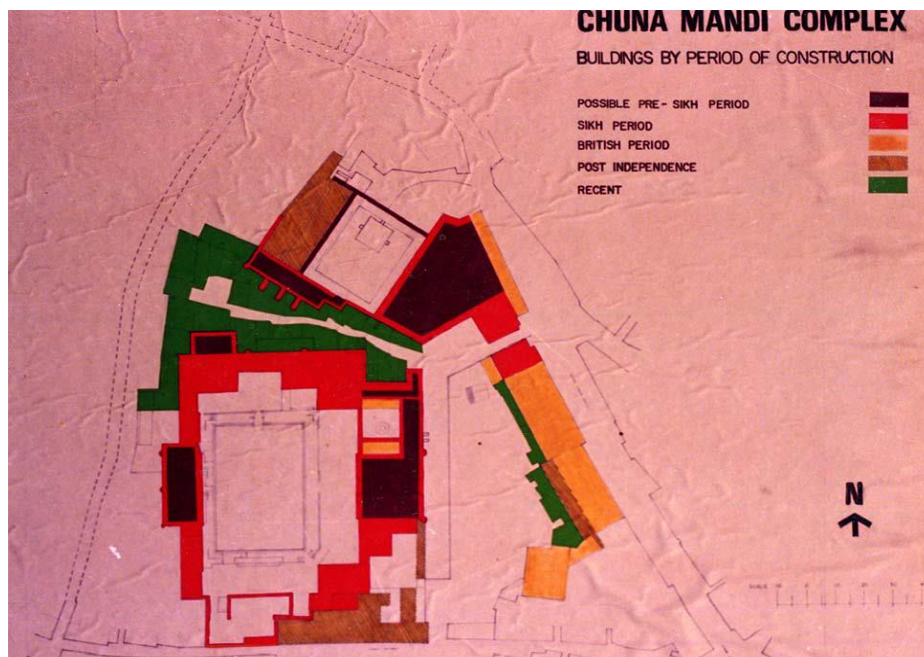 CHUNA MANDI COMPLEX
BUILDINGS BY PERIOD OF CONSTRUCTION
POSSIBLE PRE-SIKH PERIOD
SIKH PERIOD
BRITISH PERIOD
POST INDEPENDENCE
RECENT
N
SCALE